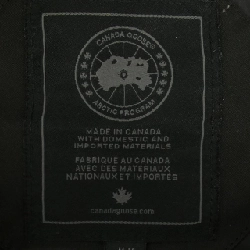 CANADA GOOSE®
ARCTIC PROGRAM
MADE IN CANADA
WITH DOMESTIC AND
IMPORTED MATERIALS
FABRIQUÉ AU CANADA
AVEC DES MATÉRIAUX
NATIONAUX ET IMPORTÉS
canadagoose.com